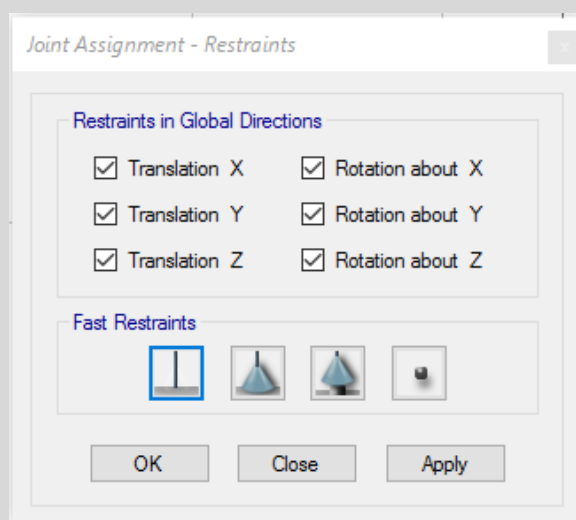 Joint Assignment - Restraints
x
Restraints in Global Directions
Translation X
Rotation about X
Translation Y
Rotation about Y
Translation Z
Rotation about Z
Fast Restraints
OK
Close
Apply